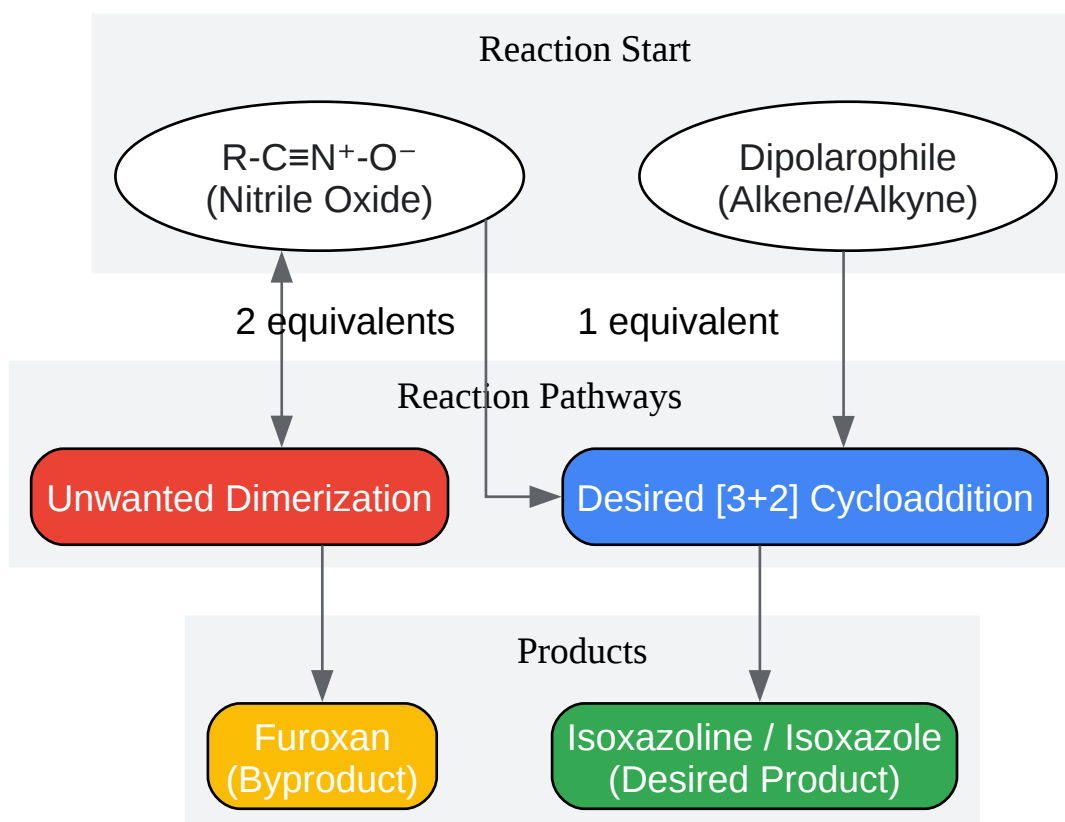 Reaction Start
R-C≡N⁺-O⁻
(Nitrile Oxide)
Dipolarophile
(Alkene/Alkyne)
2 equivalents
1 equivalent
Reaction Pathways
Unwanted Dimerization
Desired [3+2] Cycloaddition
Products
Furoxan
(Byproduct)
Isoxazoline / Isoxazole
(Desired Product)